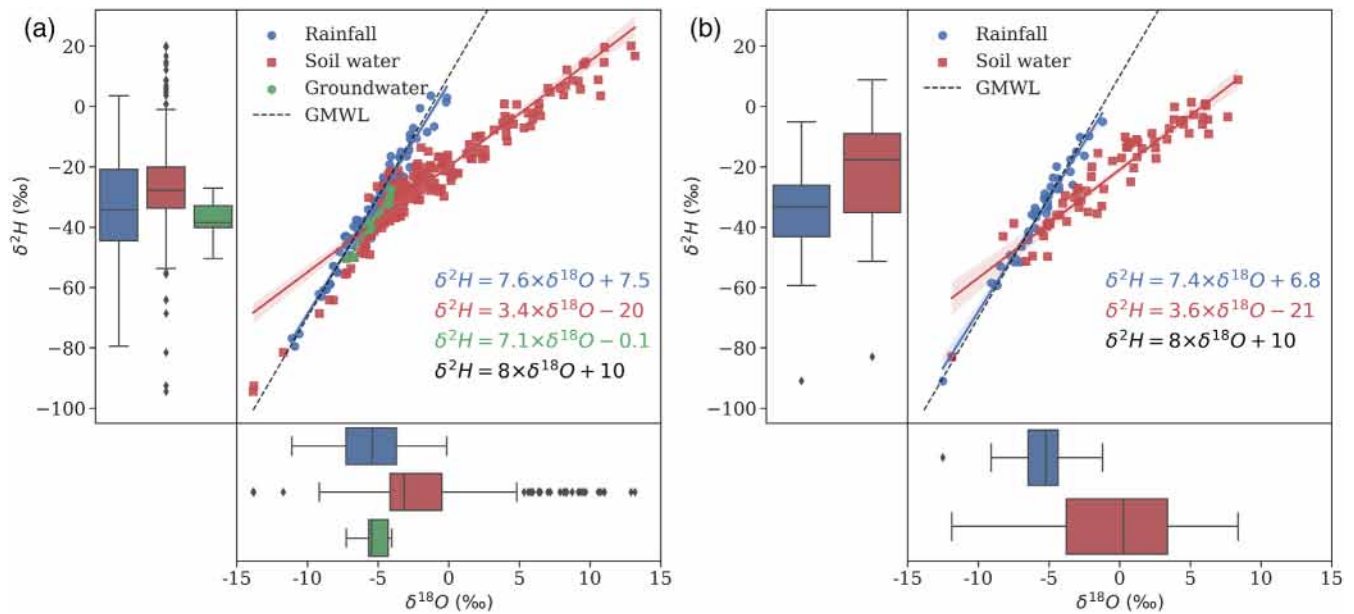 (a)
Rainfall
Soil water
Groundwater
GMWL
20
0
−20
−40
−60
−80
−100
δ²H (‰)
δ²H = 7.6×δ¹⁸O + 7.5
δ²H = 3.4×δ¹⁸O − 20
δ²H = 7.1×δ¹⁸O − 0.1
δ²H = 8×δ¹⁸O + 10
-15 -10 -5 0 5 10 15
δ¹⁸O (‰)
(b)
Rainfall
Soil water
GMWL
20
0
−20
−40
−60
−80
−100
δ²H (‰)
δ²H = 7.4×δ¹⁸O + 6.8
δ²H = 3.6×δ¹⁸O − 21
δ²H = 8×δ¹⁸O + 10
-15 -10 -5 0 5 10 15
δ¹⁸O (‰)